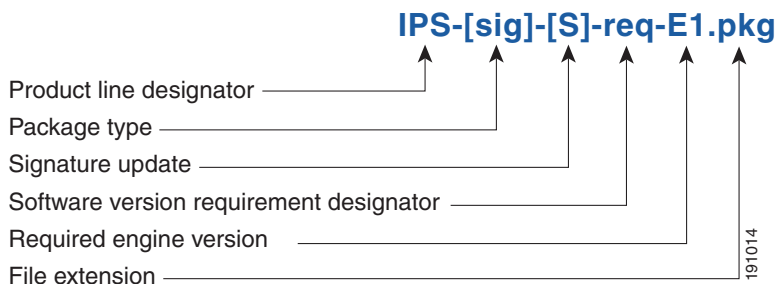 IPS-[sig]-[S]-req-E1.pkg
Product line designator
Package type
Signature update
Software version requirement designator
Required engine version
File extension
191014